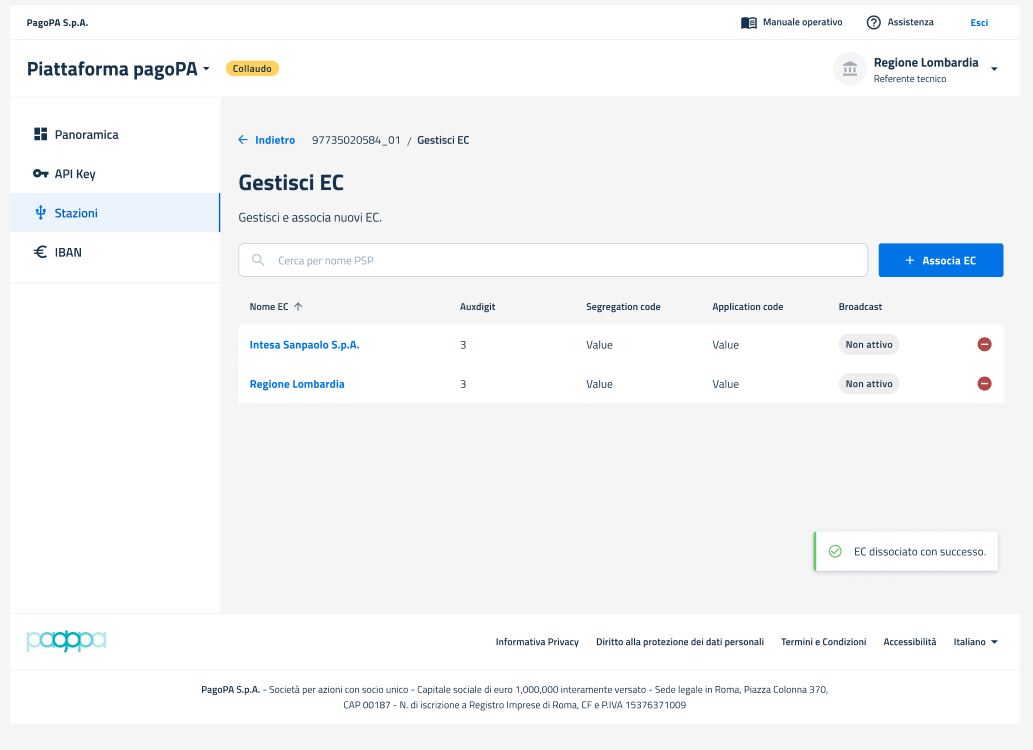 PagoPA S.p.A.
Manuale operativo
Assistenza
Esci
Piattaforma pagoPA
Collaudo
Regione Lombardia
Referente tecnico
Panoramica
API Key
Stazioni
IBAN
Indietro 97735020584_01 / Gestisci EC
Gestisci EC
Gestisci e associa nuovi EC.
Cerca per nome PSP
+ Associa EC
Nome EC Auxdigit Segregation code Application code Broadcast
Intesa Sanpaolo S.p.A. 3 Value Value Non attivo
Regione Lombardia 3 Value Value Non attivo
EC dissociato con successo.
pagopa
Informativa Privacy Diritto alla protezione dei dati personali Termini e Condizioni Accessibilità Italiano
PagoPA S.p.A. - Società per azioni con socio unico - Capitale sociale di euro 1,000,000 interamente versato - Sede legale in Roma, Piazza Colonna 370,
CAP 00187 - N. di iscrizione a Registro Imprese di Roma, CF e P.IVA 15376371009